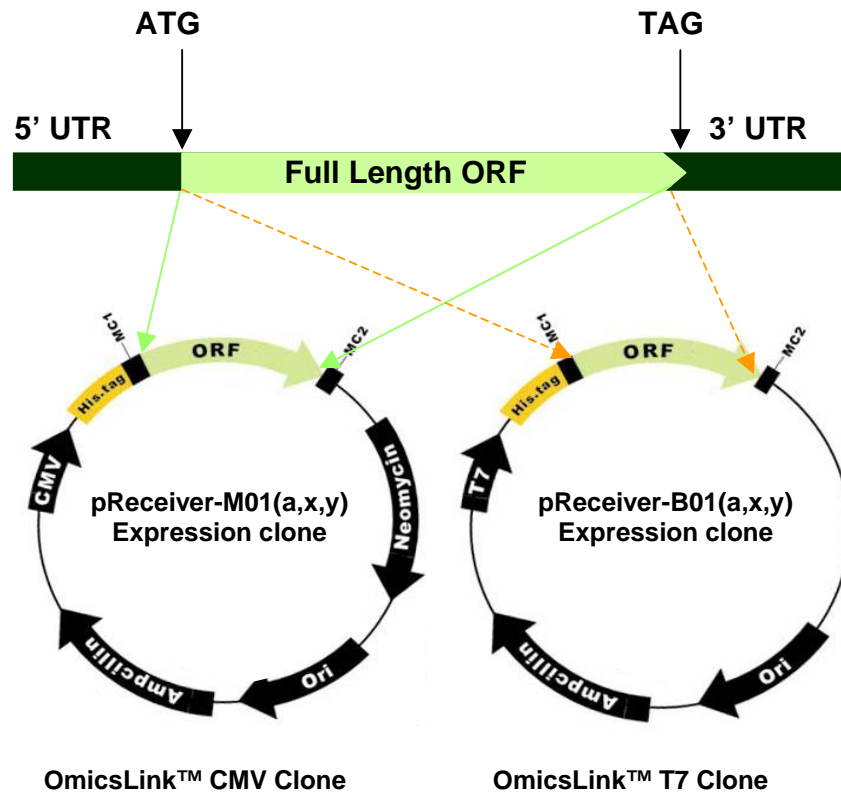 ATG
TAG
5’ UTR
3’ UTR
Full Length ORF
MC1
ORF
MC2
His.tag
CMV
Neomycin
pReceiver-M01(a,x,y)
Expression clone
Ampcillin
Ori
MC1
ORF
MC2
His.tag
T7
pReceiver-B01(a,x,y)
Expression clone
Ampcillin
Ori
OmicsLink™ CMV Clone
OmicsLink™ T7 Clone